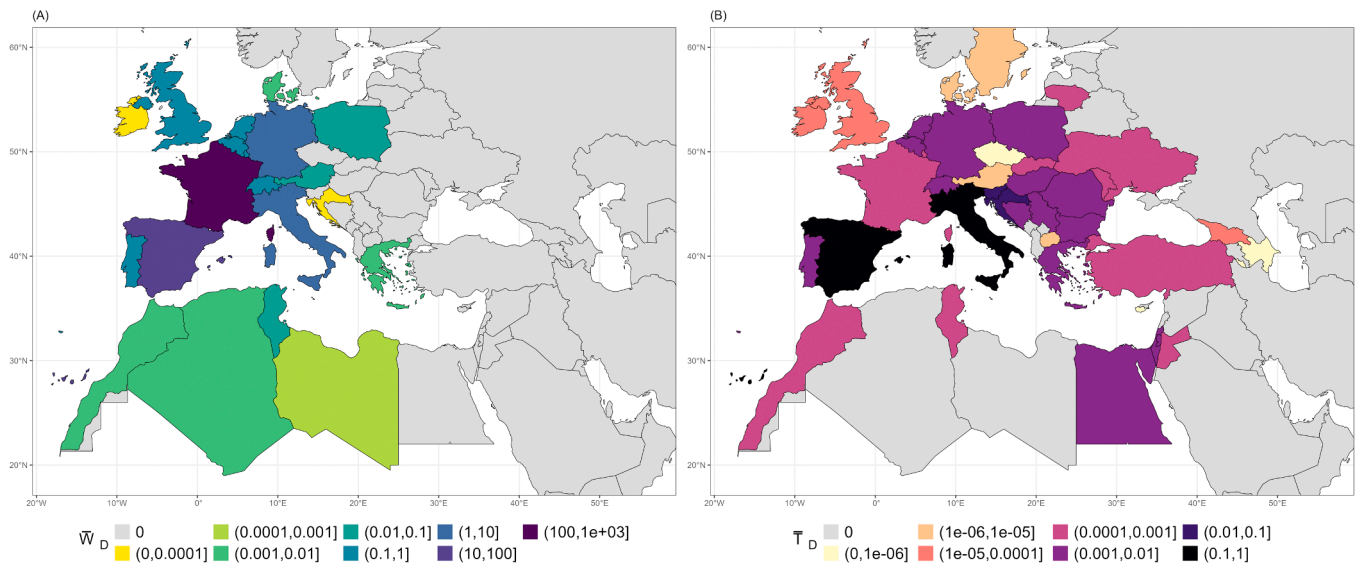 (A)
(B)
60°N
50°N
40°N
30°N
20°N
20°W 10°W 0° 10°E 20°E 30°E 40°E 50°E
60°N
50°N
40°N
30°N
20°N
20°W 10°W 0° 10°E 20°E 30°E 40°E 50°E
W̅ D
0 (0.0001,0.001] (0.01,0.1] (1,10] (100,1e+03]
(0,0.0001] (0.001,0.01] (0.1,1] (10,100]
T̅ D
0 (1e-06,1e-05] (0.0001,0.001] (0.01,0.1]
(0,1e-06] (1e-05,0.0001] (0.001,0.01] (0.1,1]